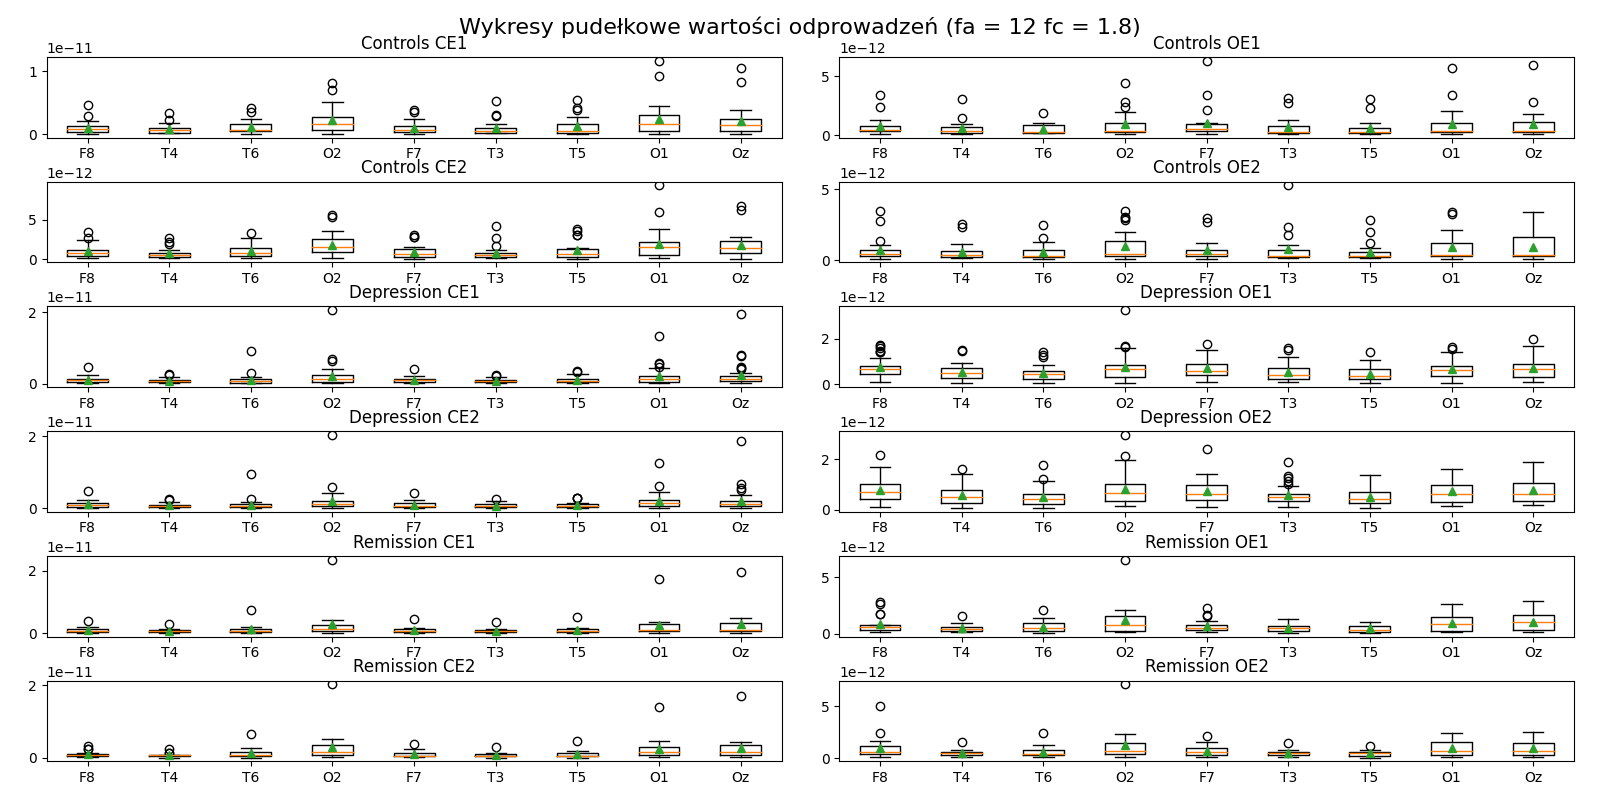 Wykresy pudełkowe wartości odprowadzeń (fa = 12 fc = 1.8)
Controls CE1
1e−11
1
0
F8 T4 T6 O2 F7 T3 T5 O1 Oz
Controls OE1
1e−12
5
0
F8 T4 T6 O2 F7 T3 T5 O1 Oz
Controls CE2
1e−12
5
0
F8 T4 T6 O2 F7 T3 T5 O1 Oz
Controls OE2
1e−12
5
0
F8 T4 T6 O2 F7 T3 T5 O1 Oz
Depression CE1
1e−11
2
0
F8 T4 T6 O2 F7 T3 T5 O1 Oz
Depression OE1
1e−12
2
0
F8 T4 T6 O2 F7 T3 T5 O1 Oz
Depression CE2
1e−11
2
0
F8 T4 T6 O2 F7 T3 T5 O1 Oz
Depression OE2
1e−12
2
0
F8 T4 T6 O2 F7 T3 T5 O1 Oz
Remission CE1
1e−11
2
0
F8 T4 T6 O2 F7 T3 T5 O1 Oz
Remission OE1
1e−12
5
0
F8 T4 T6 O2 F7 T3 T5 O1 Oz
Remission CE2
1e−11
2
0
F8 T4 T6 O2 F7 T3 T5 O1 Oz
Remission OE2
1e−12
5
0
F8 T4 T6 O2 F7 T3 T5 O1 Oz